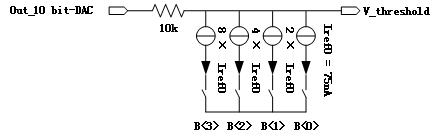 Out_10 bit-DAC
V_threshold
10k
8 × Iref0
4 × Iref0
2 × Iref0
Iref0 = 75nA
B<3> B<2> B<1> B<0>